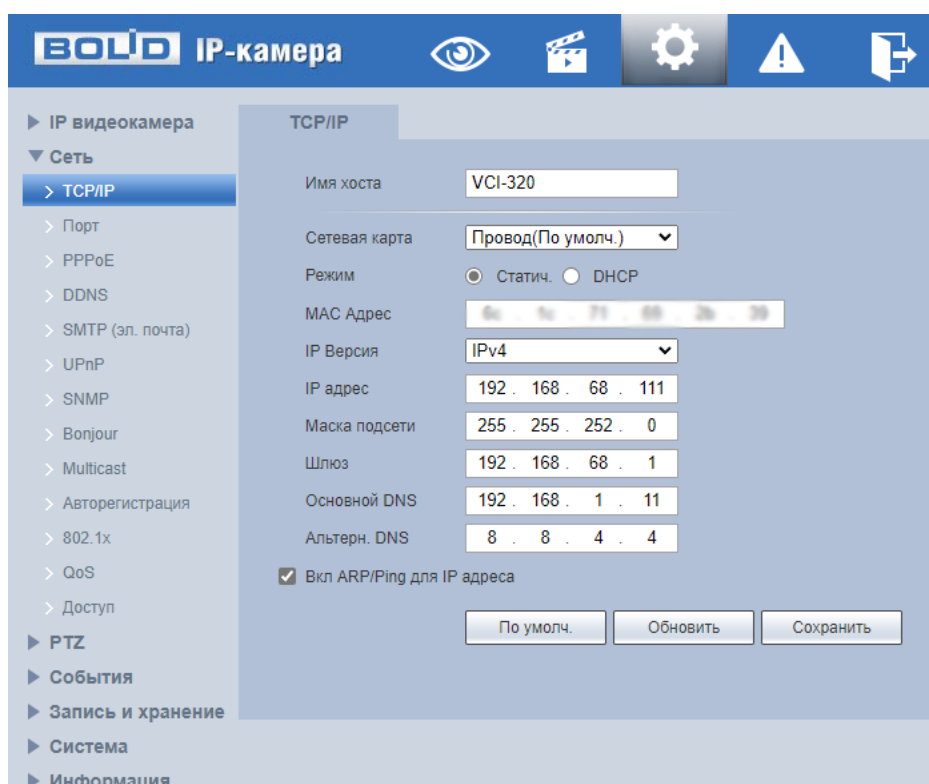 BOLID IP-камера
IP видеокамера
Сеть
TCP/IP
Порт
PPPoE
DDNS
SMTP (эл. почта)
UPnP
SNMP
Bonjour
Multicast
Авторегистрация
802.1x
QoS
Доступ
PTZ
События
Запись и хранение
Система
Информация
TCP/IP
Имя хоста VCI-320
Сетевая карта Провод(По умолч.)
Режим Статич. DHCP
MAC Адрес
IP Версия IPv4
IP адрес 192 . 168 . 68 . 111
Маска подсети 255 . 255 . 252 . 0
Шлюз 192 . 168 . 68 . 1
Основной DNS 192 . 168 . 1 . 11
Альтерн. DNS 8 . 8 . 4 . 4
Вкл ARP/Ping для IP адреса
По умолч. Обновить Сохранить